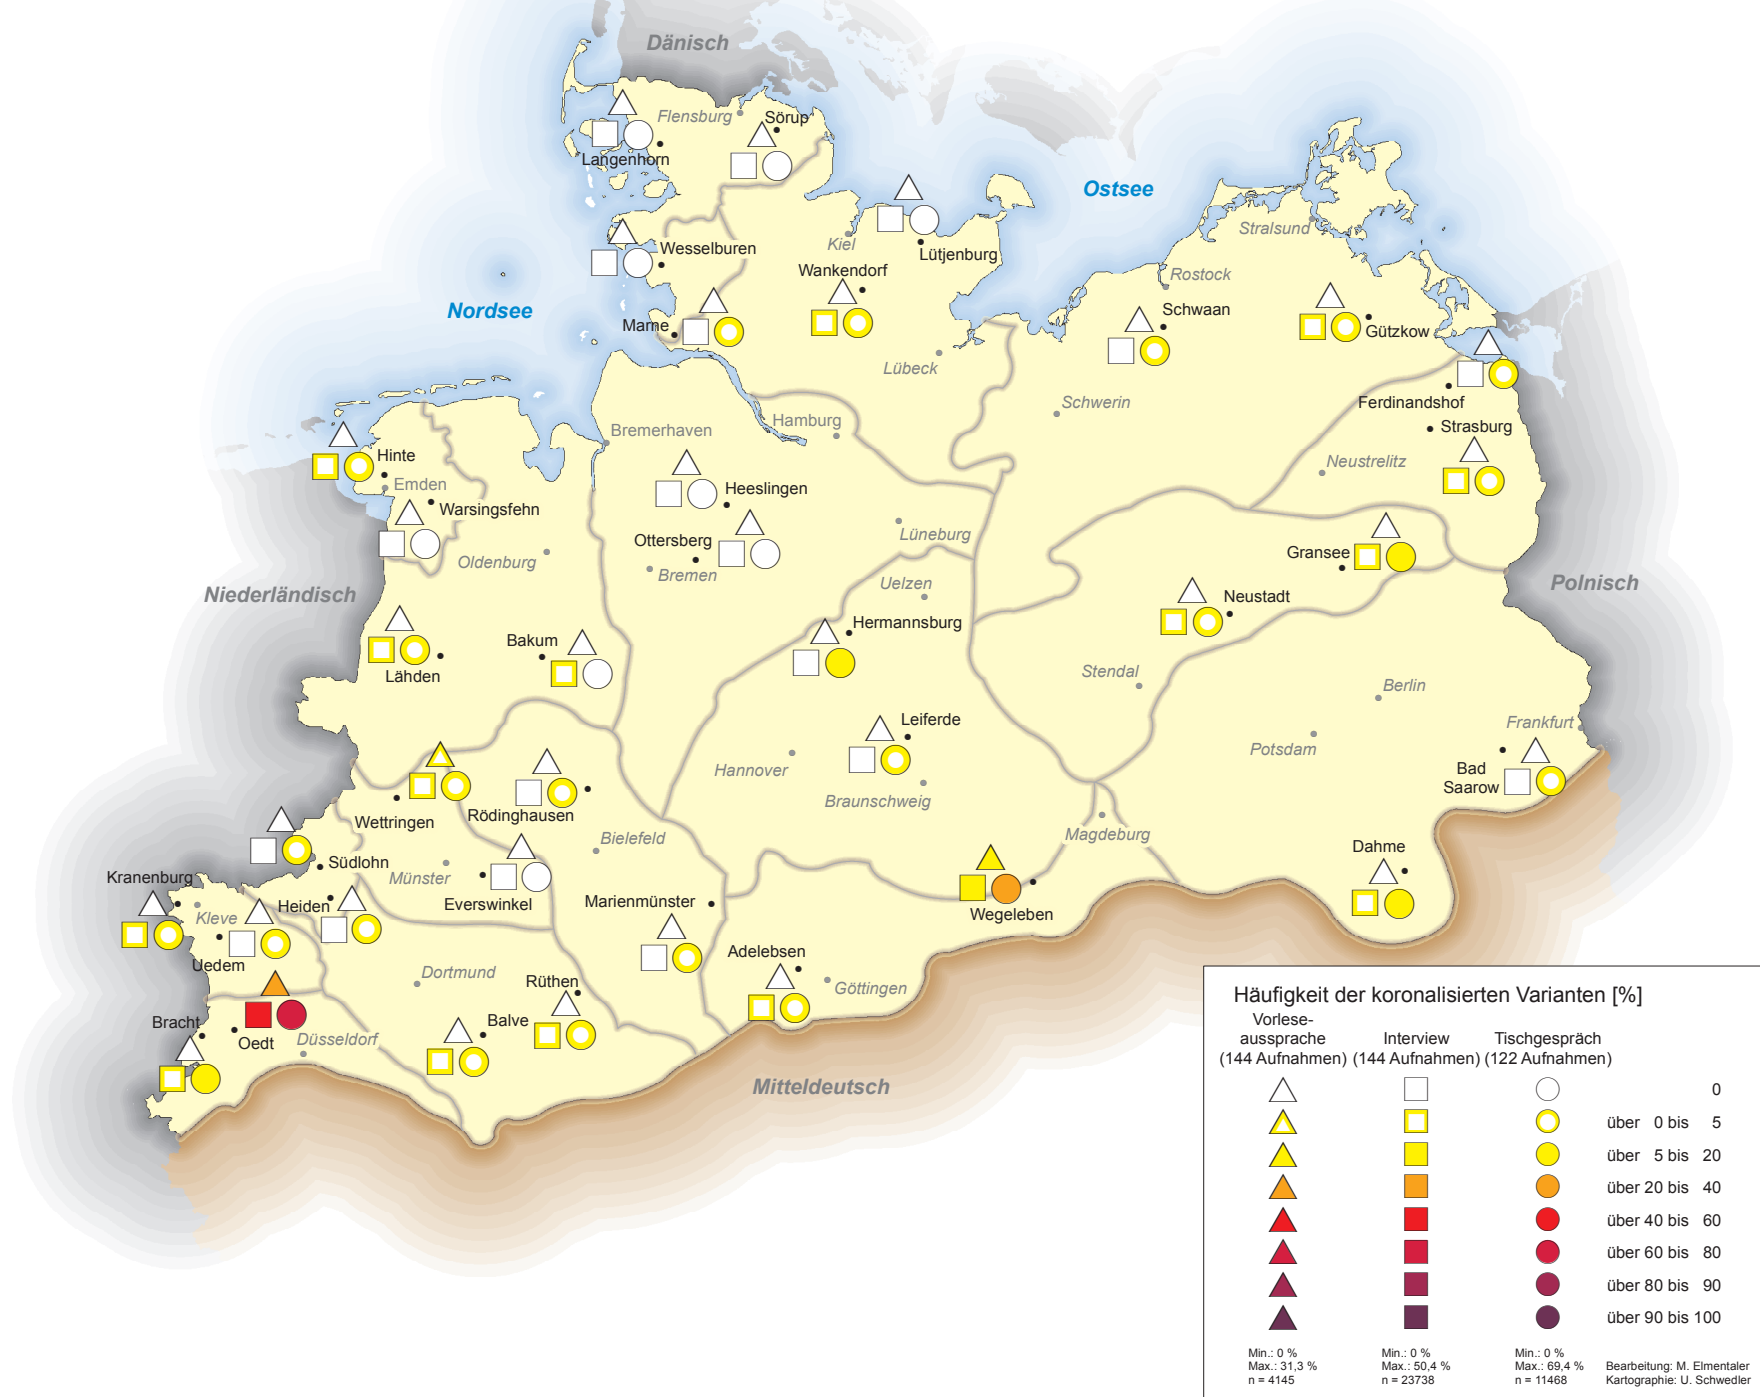 Dänisch
Flensburg
Sörup
Langenhorn
Ostsee
Stralsund
Kiel
Lütjenburg
Wesselburen
Wankendorf
Rostock
Nordsee
Schwaan
Marne
Gützkow
Lübeck
Ferdinandshof
Schwerin
Hamburg
Bremerhaven
Strasburg
Hinte
Neustrelitz
Emden
Heeslingen
Warsingsfehn
Lüneburg
Ottersberg
Gransee
Oldenburg
Bremen
Uelzen
Polnisch
Niederländisch
Neustadt
Hermannsburg
Bakum
Lähden
Stendal
Berlin
Leiferde
Frankfurt
Potsdam
Hannover
Bad
Saarow
Braunschweig
Wettringen
Rödinghausen
Bielefeld
Magdeburg
Dahme
Südlohn
Kranenburg
Münster
Everswinkel
Marienmünster
Heiden
Kleve
Wegeleben
Uedem
Adelebsen
Dortmund
Rüthen
Göttingen
Bracht
Oedt
Düsseldorf
Balve
Mitteldeutsch
Häufigkeit der koronalisierten Varianten [%]
Vorlese-
aussprache Interview Tischgespräch
(144 Aufnahmen) (144 Aufnahmen) (122 Aufnahmen)
0
über 0 bis 5
über 5 bis 20
über 20 bis 40
über 40 bis 60
über 60 bis 80
über 80 bis 90
über 90 bis 100
Min.: 0 % Min.: 0 % Min.: 0 %
Max.: 31,3 % Max.: 50,4 % Max.: 69,4 % Bearbeitung: M. Elmentaler
n = 4145 n = 23738 n = 11468 Kartographie: U. Schwedler